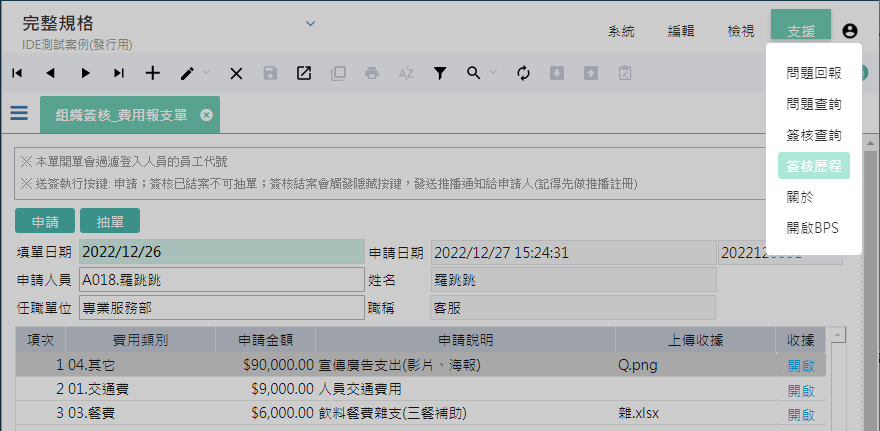 完整規格
IDE測試案例(發行用)
系統 編輯 檢視 支援
問題回報
問題查詢
簽核查詢
簽核歷程
關於
開啟BPS
組織簽核_費用報支單
※ 本單開單會過濾登入人員的員工代號
※ 送簽執行按鍵: 申請；簽核已結案不可抽單；簽核結案會觸發隱藏按鍵，發送推播通知給申請人(記得先做推播註冊)
申請 抽單
填單日期 2022/12/26 申請日期 2022/12/27 15:24:31
申請人員 A018.羅跳跳 姓名 羅跳跳
任職單位 專業服務部 職稱 客服
項次 費用類別 申請金額 申請說明 上傳收據 收據
1 04.其它 $90,000.00 宣傳廣告支出(影片、海報) Q.png 開啟
2 01.交通費 $9,000.00 人員交通費用 開啟
3 03.餐費 $6,000.00 飲料餐費雜支(三餐補助) 雜.xlsx 開啟